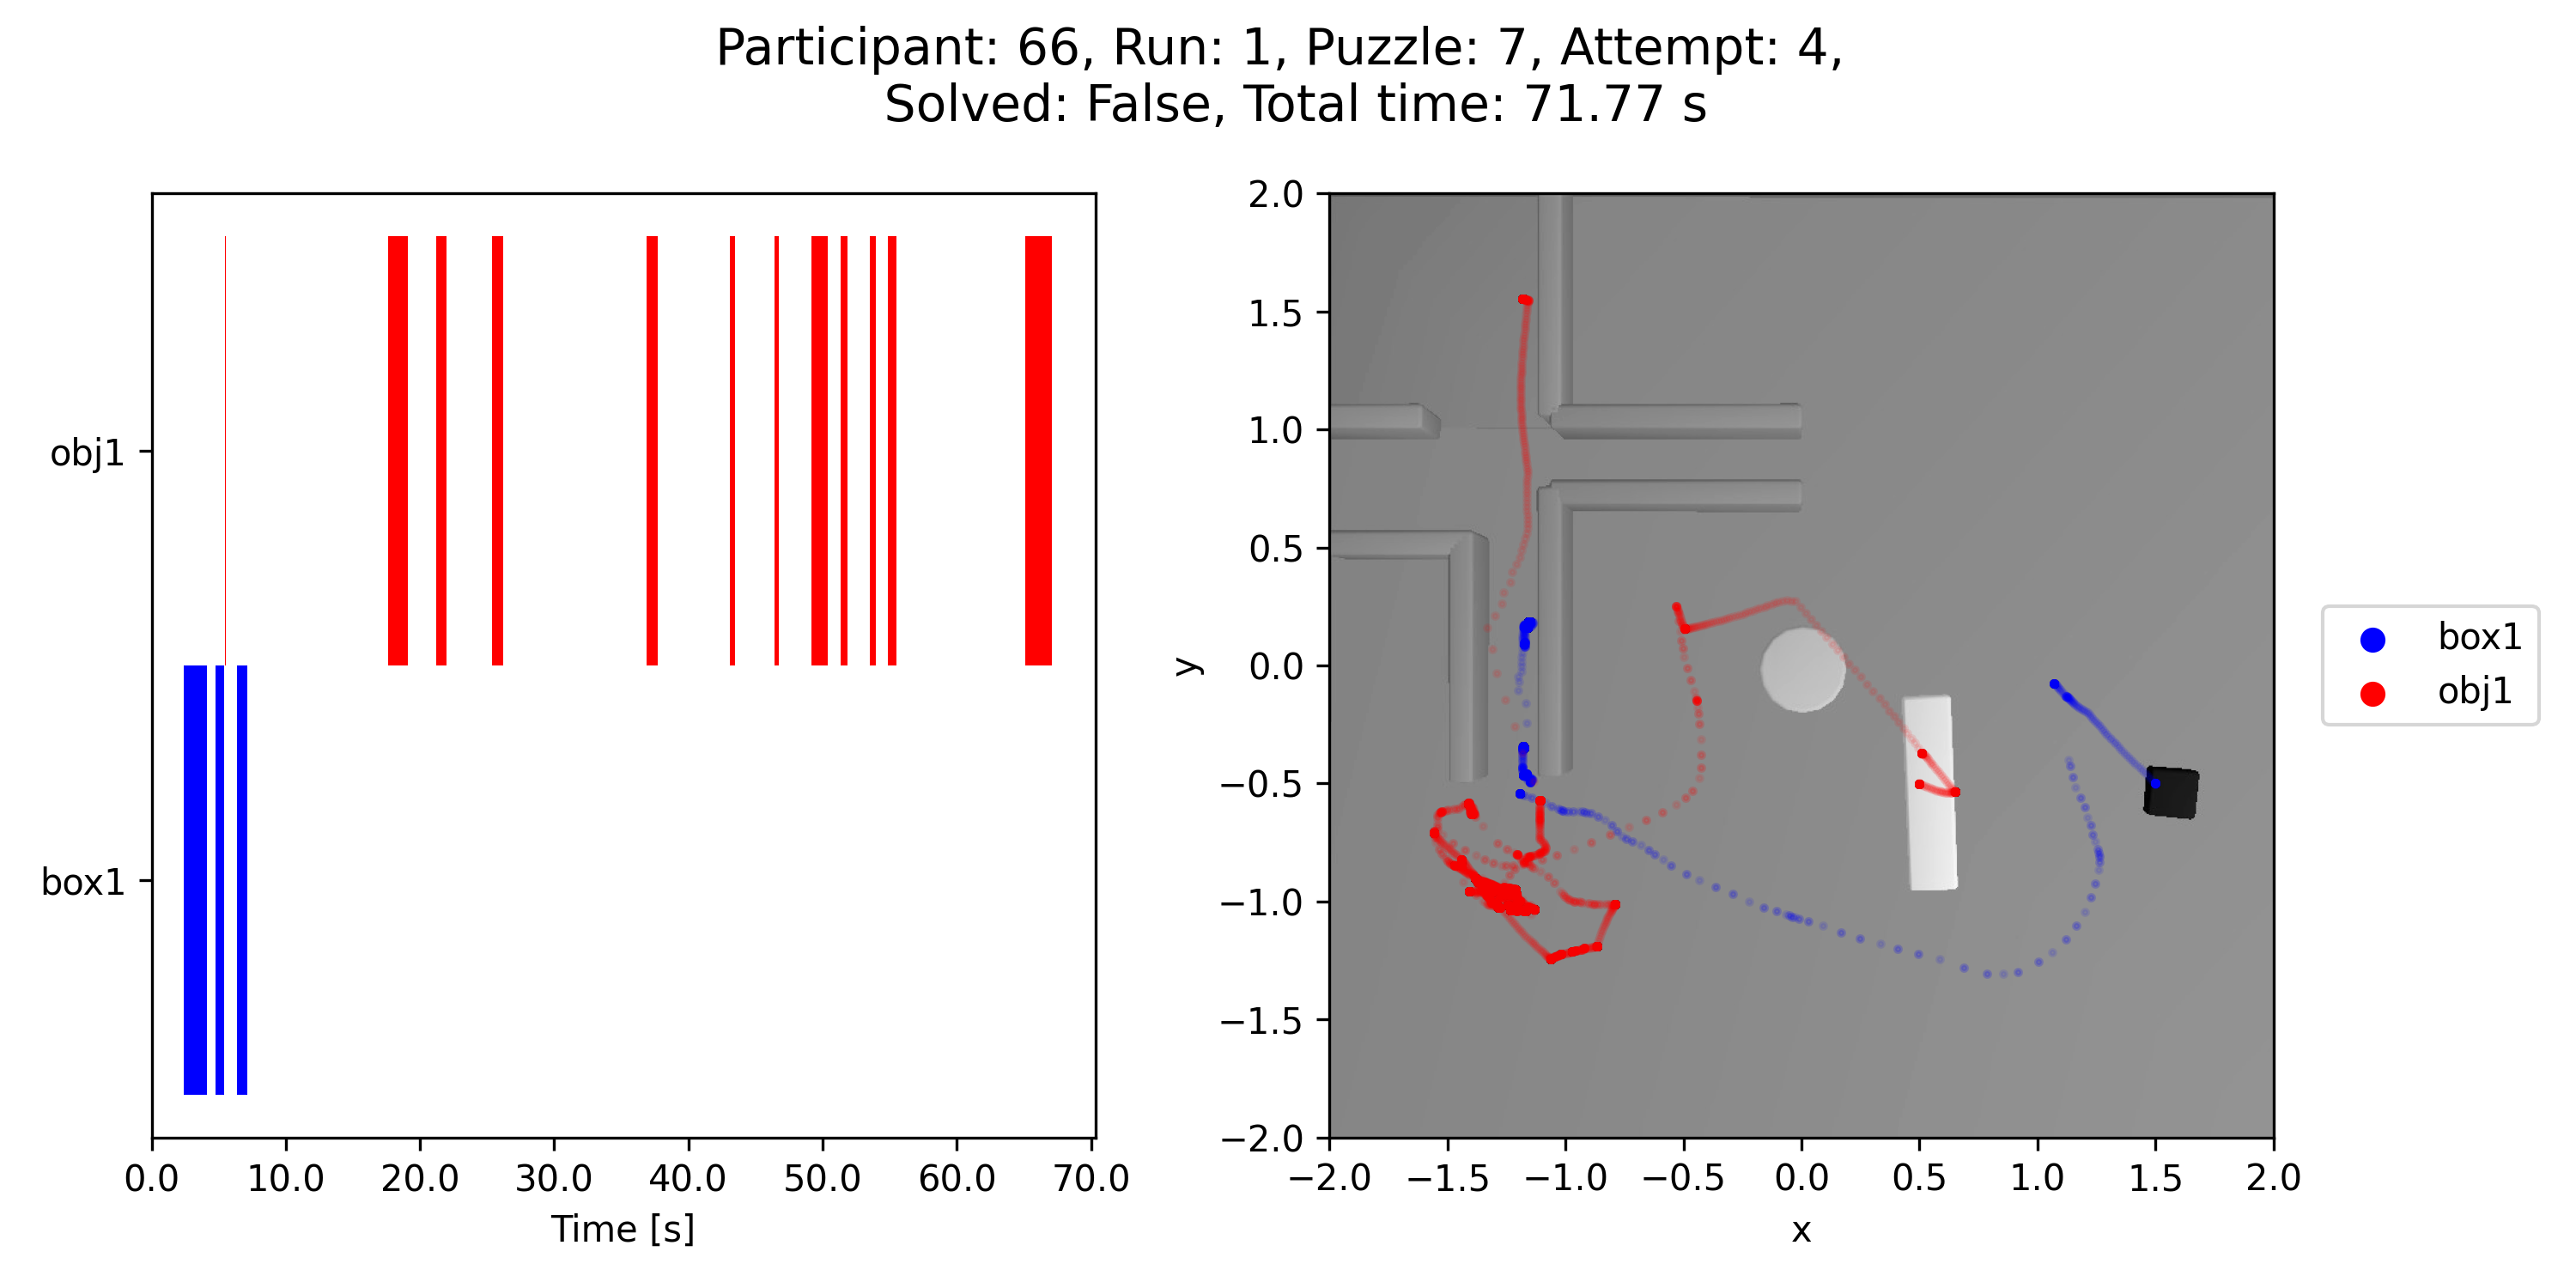 Participant: 66, Run: 1, Puzzle: 7, Attempt: 4,
Solved: False, Total time: 71.77 s
obj1
box1
0.0 10.0 20.0 30.0 40.0 50.0 60.0 70.0
Time [s]
2.0
1.5
1.0
0.5
0.0
−0.5
−1.0
−1.5
−2.0
y
−2.0 −1.5 −1.0 −0.5 0.0 0.5 1.0 1.5 2.0
x
box1
obj1